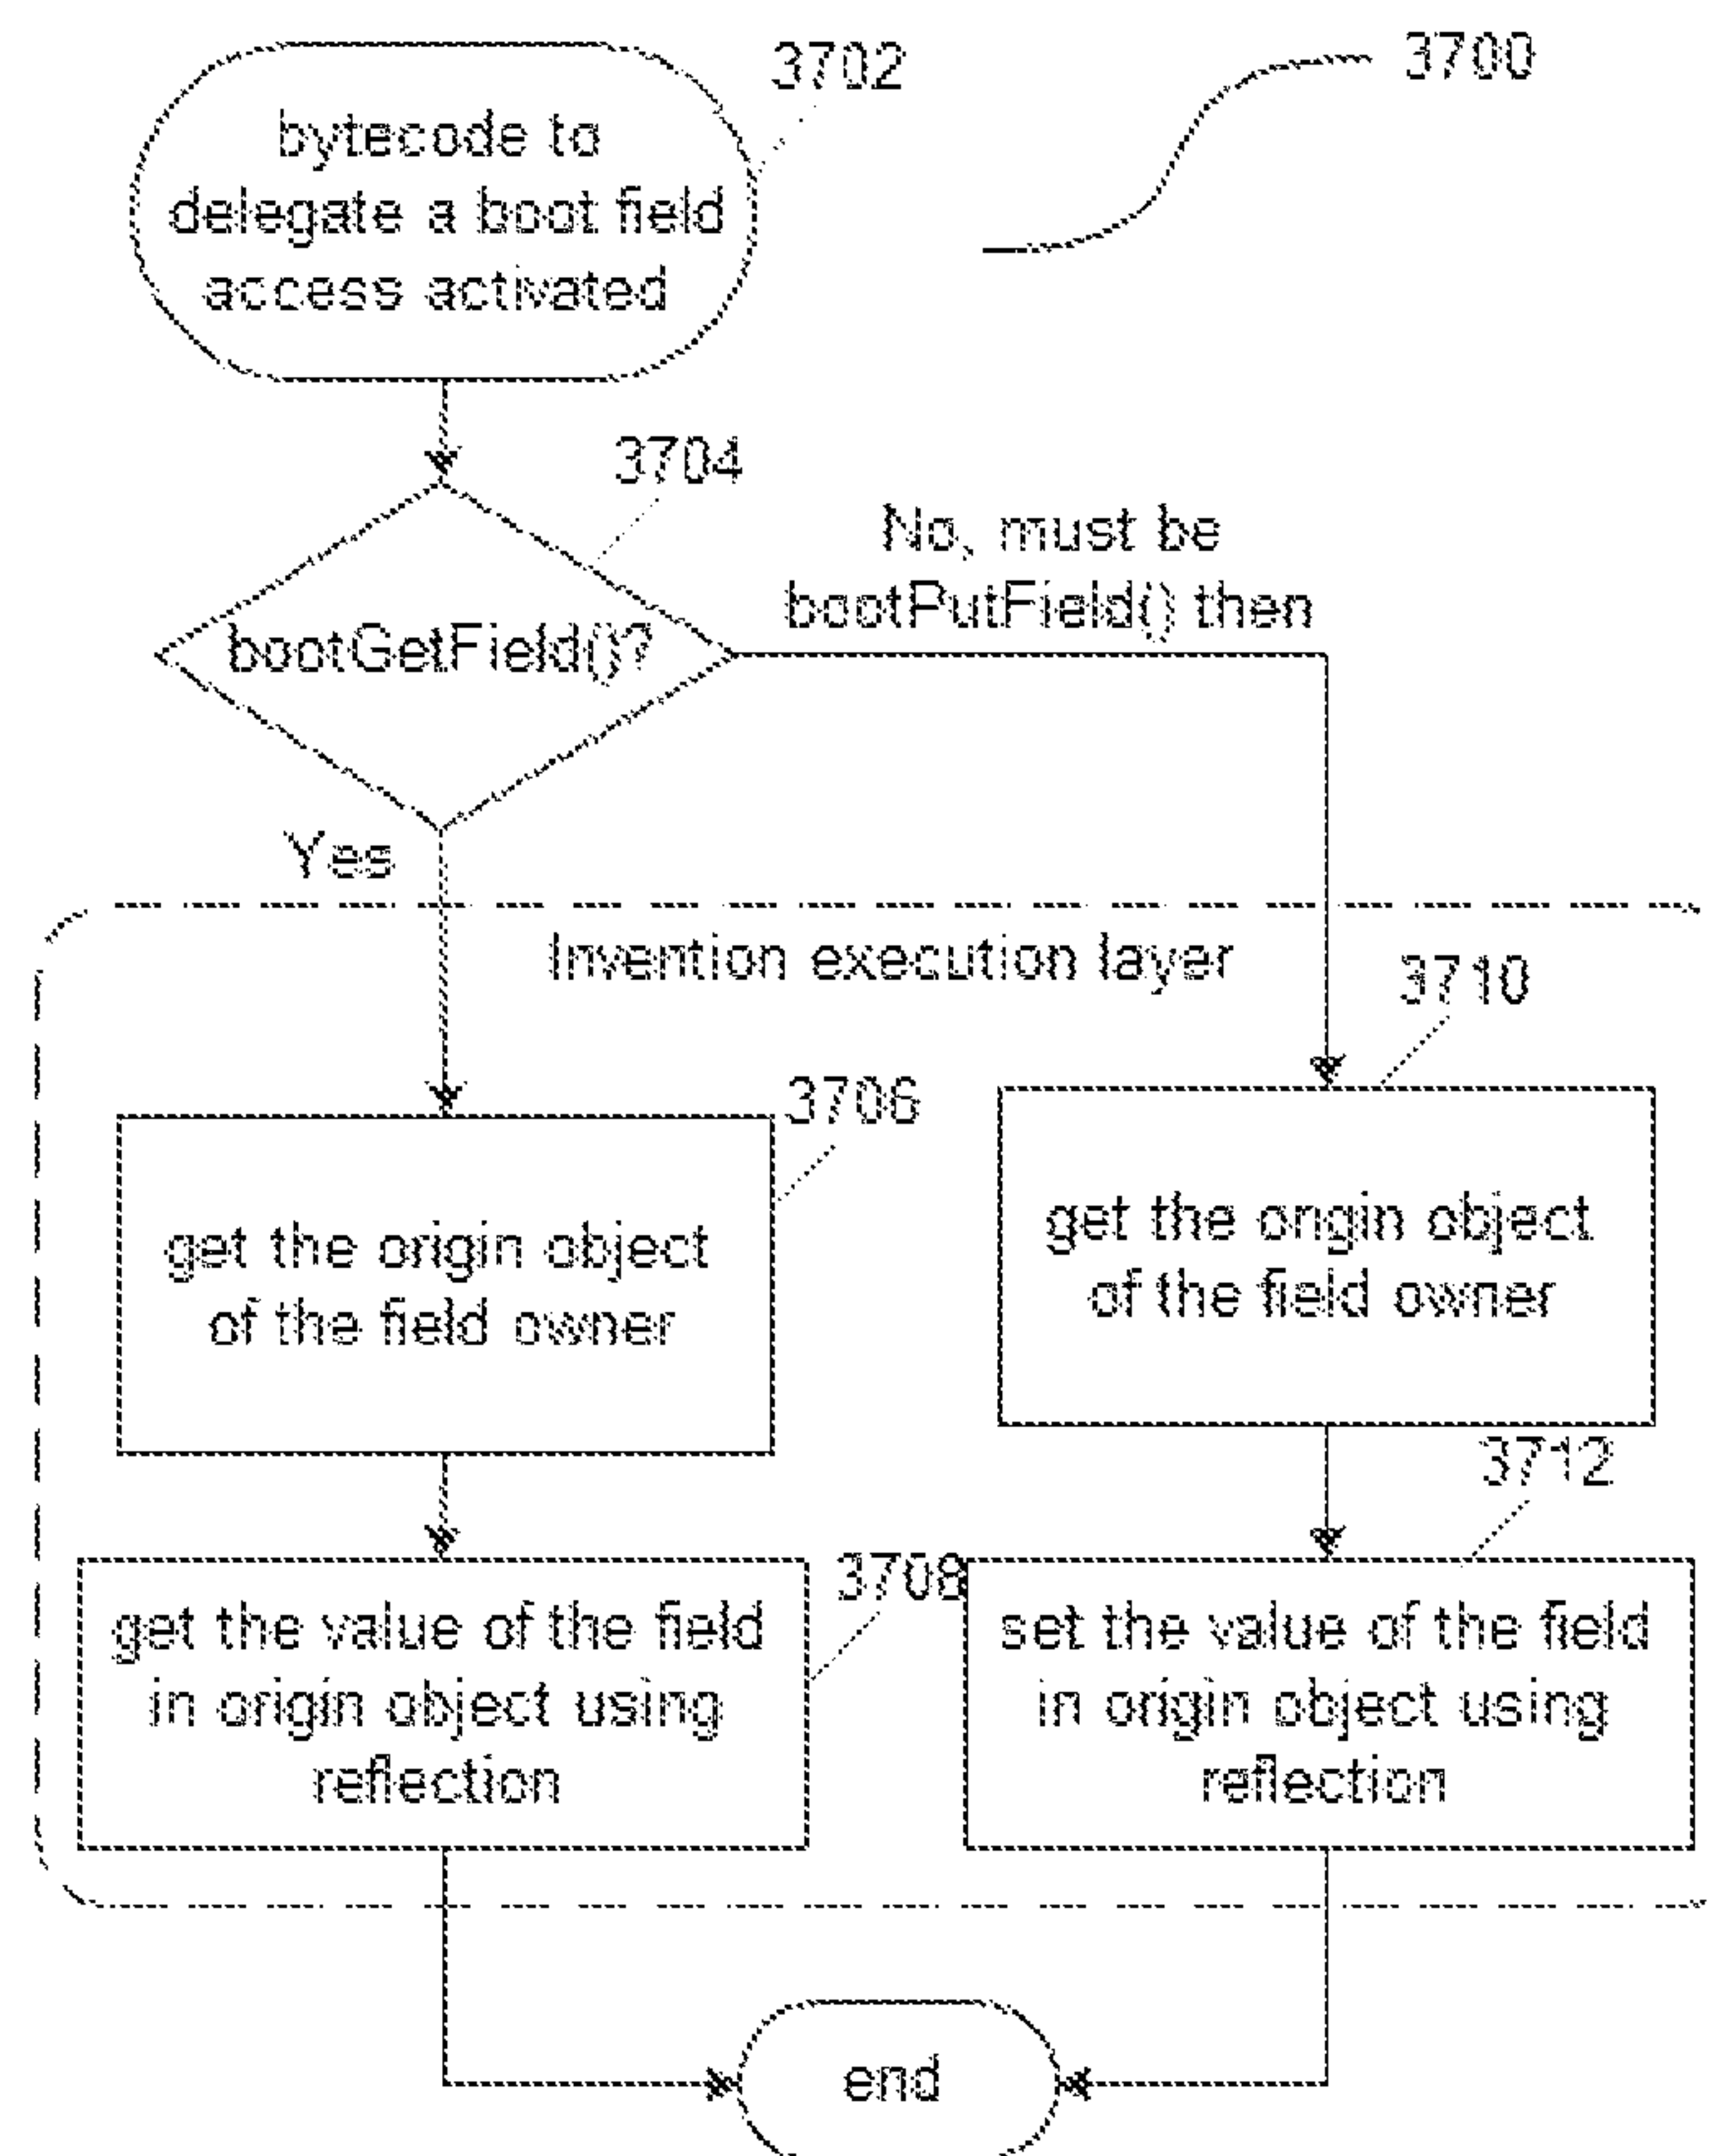 3702
3700
bytecode to
delegate a boot field
access activated
3704
No, must be
bootPutField() then
bootGetField()?
Yes
Invention execution layer
3710
3706
get the origin object
of the field owner
get the origin object
of the field owner
3712
3708
get the value of the field
in origin object using
reflection
set the value of the field
in origin object using
reflection
end